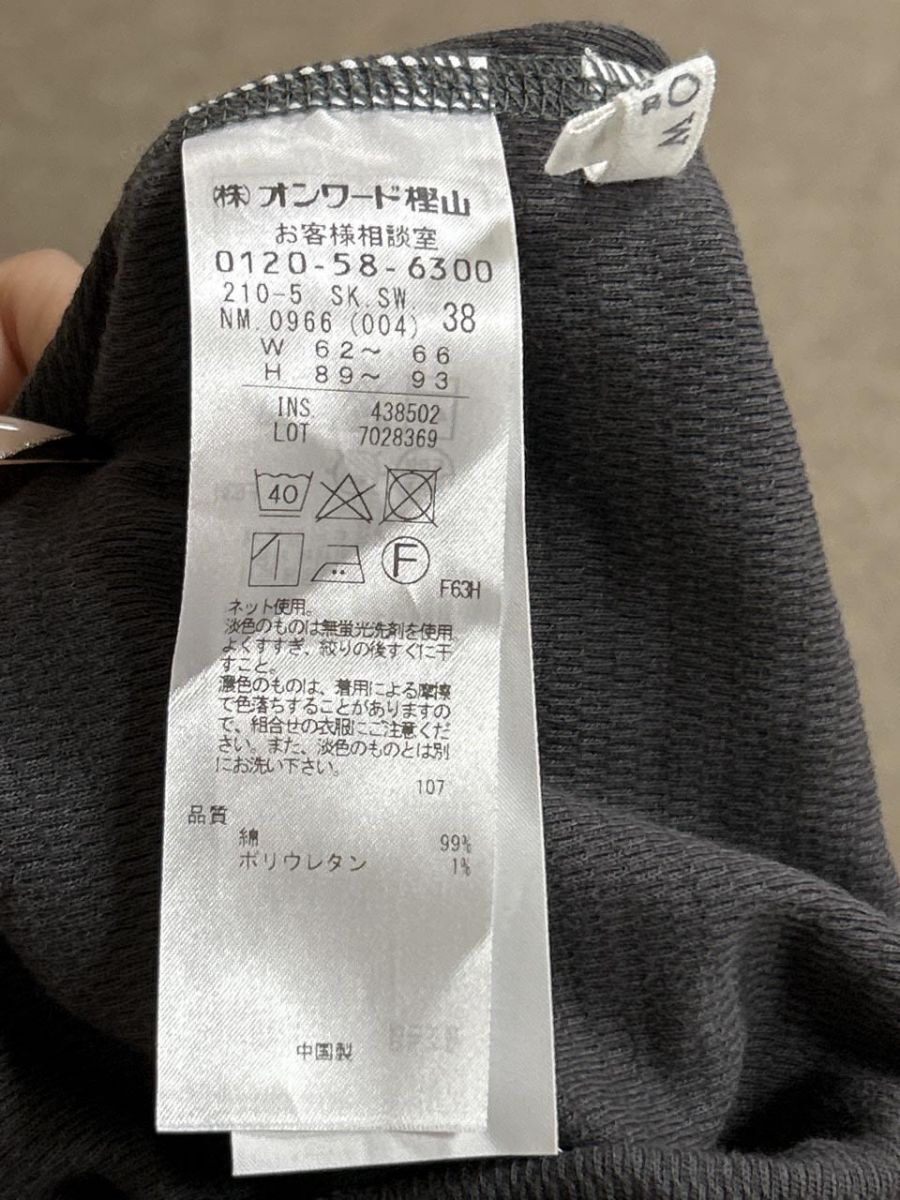 ㈱オンワード樫山
お客様相談室
0120-58-6300
210-5 SK.SW.
NM.0966 (004) 38
W 62～ 66
H 89～ 93
INS. 438502
LOT 7028369
40
F
F63H
ネット使用。
淡色のものは無蛍光洗剤を使用
よくすすぎ、絞りの後すぐに干
すこと。
濃色のものは、着用による摩擦
で色落ちすることがありますの
で、組合せの衣服にご注意くだ
さい。また、淡色のものとは別
にお洗い下さい。
107
品質
綿 99%
ポリウレタン 1%
中国製